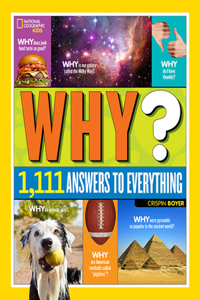 NATIONAL
GEOGRAPHIC
KIDS
WHY does junk
food taste so good?
WHY is our galaxy
called the Milky Way?
WHY do I
have
thumbs?
WHY?
1,111 ANSWERS TO EVERYTHING
CRISPIN BOYER
WHY
WHY
are American
footballs called
"pigskins"?
WHY were pyramids
so popular in the ancient world?